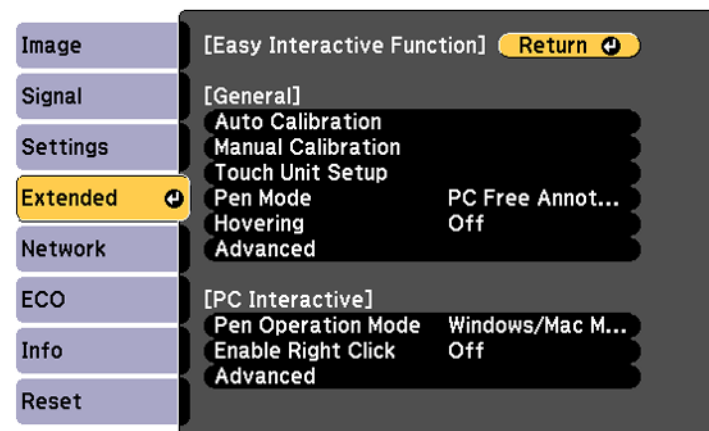 Image
Signal
Settings
Extended
Network
ECO
Info
Reset
[Easy Interactive Function] Return
[General]
Auto Calibration
Manual Calibration
Touch Unit Setup
Pen Mode PC Free Annot...
Hovering Off
Advanced
[PC Interactive]
Pen Operation Mode Windows/Mac M...
Enable Right Click Off
Advanced